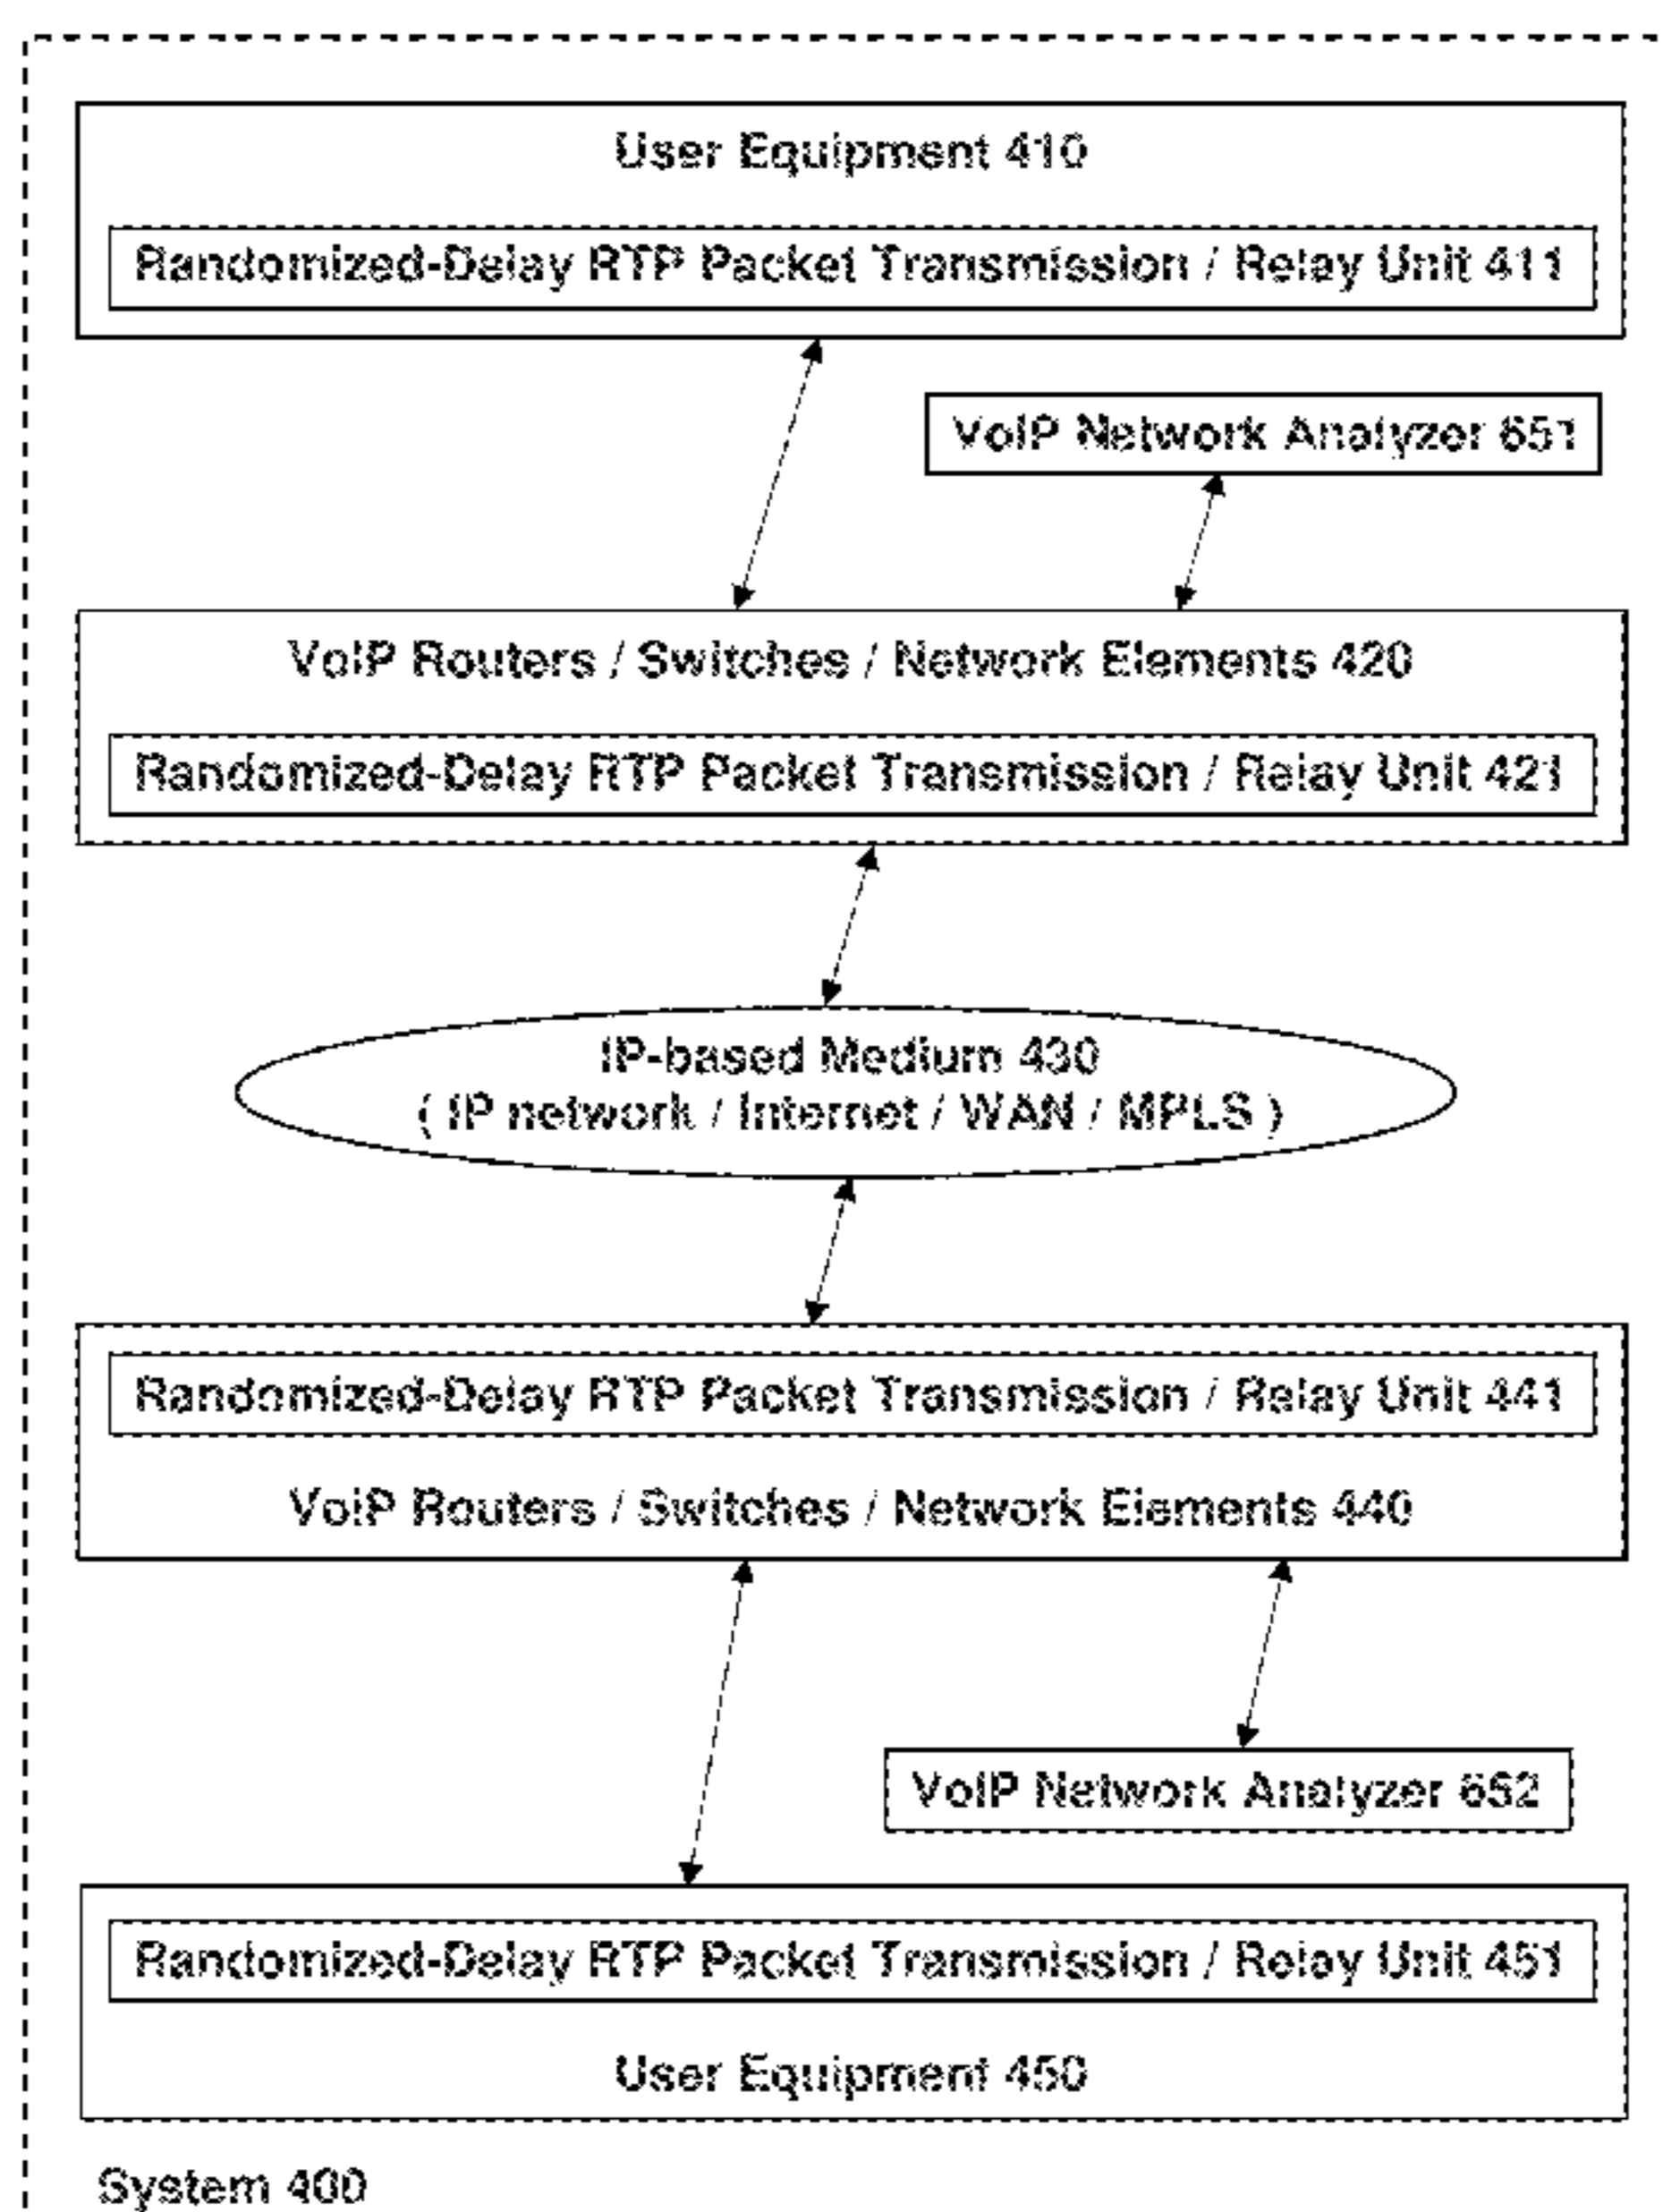 User Equipment 410
Randomized-Delay RTP Packet Transmission / Relay Unit 411
VoIP Network Analyzer 651
VoIP Routers / Switches / Network Elements 420
Randomized-Delay RTP Packet Transmission / Relay Unit 421
IP-based Medium 430
( IP network / Internet / WAN / MPLS )
Randomized-Delay RTP Packet Transmission / Relay Unit 441
VoIP Routers / Switches / Network Elements 440
VoIP Network Analyzer 652
Randomized-Delay RTP Packet Transmission / Relay Unit 451
User Equipment 450
System 400